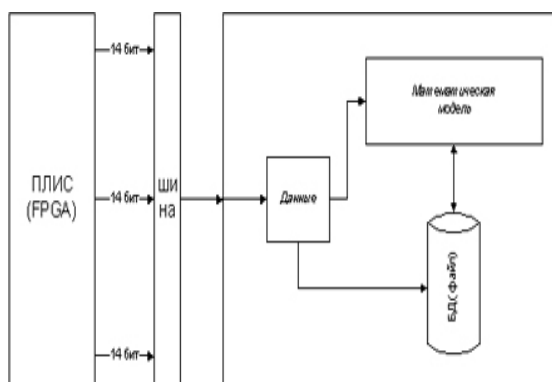 14 бит
Математическая
модель
ПЛИС
(FPGA)
14 бит
ши
на
Данные
БД(файл)
14 бит